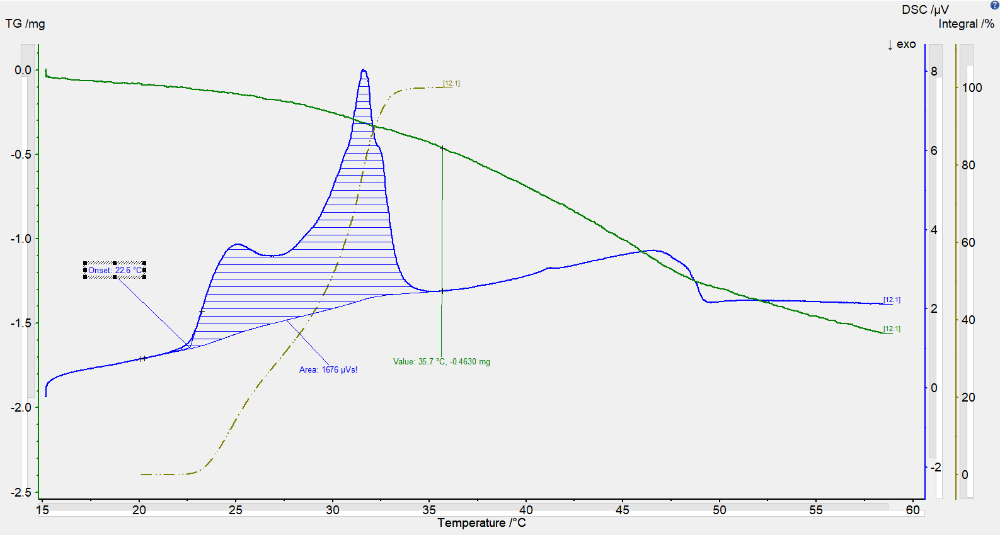 DSC /µV
TG /mg
Integral /%
↓ exo
0.0
-0.5
-1.0
-1.5
-2.0
-2.5
8
6
4
2
0
-2
100
80
60
40
20
0
[12.1]
Onset: 22.6 °C
[12.1]
[12.1]
Value: 35.7 °C, -0.4630 mg
Area: 1676 µVs!
15 20 25 30 35 40 45 50 55 60
Temperature /°C
?